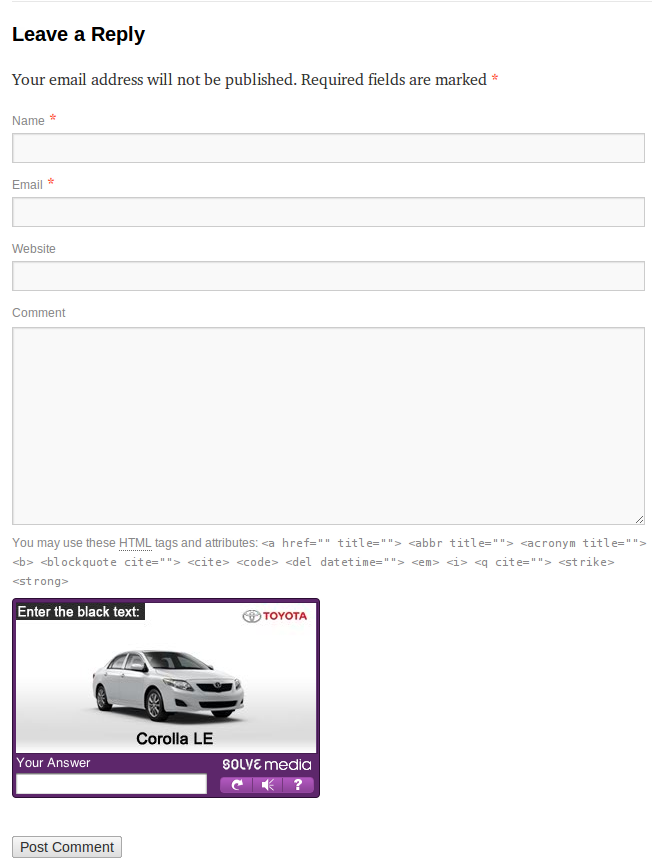 Leave a Reply
Your email address will not be published. Required fields are marked *
Name *
Email *
Website
Comment
You may use these HTML tags and attributes: <a href="" title=""> <abbr title=""> <acronym title="">
<b> <blockquote cite=""> <cite> <code> <del datetime=""> <em> <i> <q cite=""> <strike>
<strong>
Enter the black text:
TOYOTA
Corolla LE
Your Answer
SOLVE media
?
Post Comment